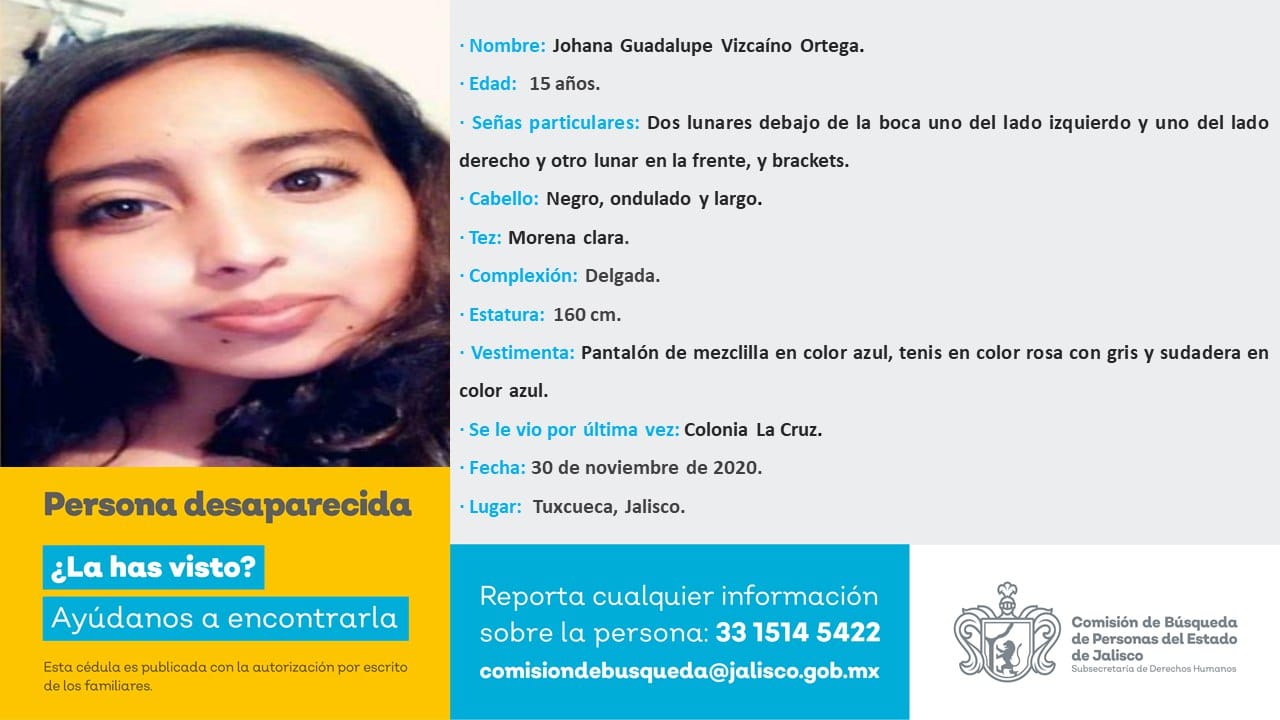 · Nombre: Johana Guadalupe Vizcaíno Ortega.
· Edad: 15 años.
· Señas particulares: Dos lunares debajo de la boca uno del lado izquierdo y uno del lado
derecho y otro lunar en la frente, y brackets.
· Cabello: Negro, ondulado y largo.
· Tez: Morena clara.
· Complexión: Delgada.
· Estatura: 160 cm.
· Vestimenta: Pantalón de mezclilla en color azul, tenis en color rosa con gris y sudadera en
color azul.
· Se le vio por última vez: Colonia La Cruz.
· Fecha: 30 de noviembre de 2020.
· Lugar: Tuxcueca, Jalisco.
Persona desaparecida
¿La has visto?
Ayúdanos a encontrarla
Esta cédula es publicada con la autorización por escrito
de los familiares.
Reporta cualquier información
sobre la persona: 33 1514 5422
comisiondebusqueda@jalisco.gob.mx
Comisión de Búsqueda
de Personas del Estado
de Jalisco
Subsecretaría de Derechos Humanos